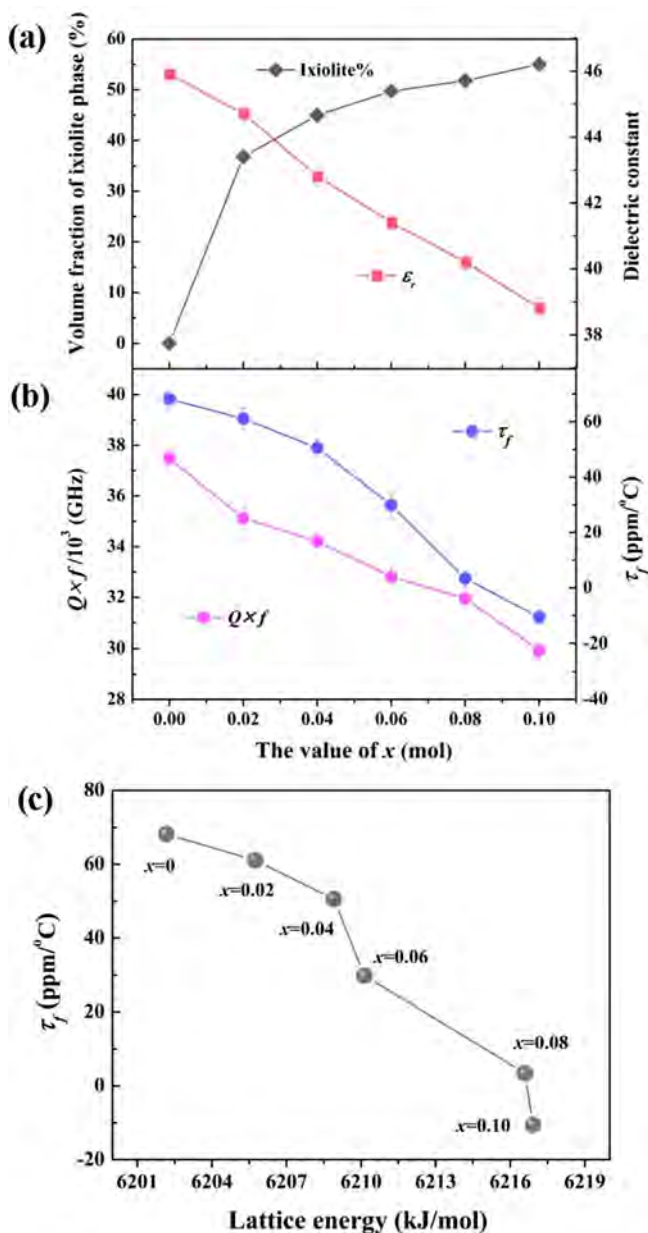 (a)
Volume fraction of ixiolite phase (%)
60
50
40
30
20
10
0
Ixiolite%
εr
46
44
42
40
38
Dielectric constant
(b)
Q×f /10³ (GHz)
40
38
36
34
32
30
28
τf
Q×f
60
40
20
0
-20
-40
τf (ppm/°C)
0.00 0.02 0.04 0.06 0.08 0.10
The value of x (mol)
(c)
τf (ppm/°C)
80
60
40
20
0
-20
x=0
x=0.02
x=0.04
x=0.06
x=0.08
x=0.10
6201 6204 6207 6210 6213 6216 6219
Lattice energy (kJ/mol)